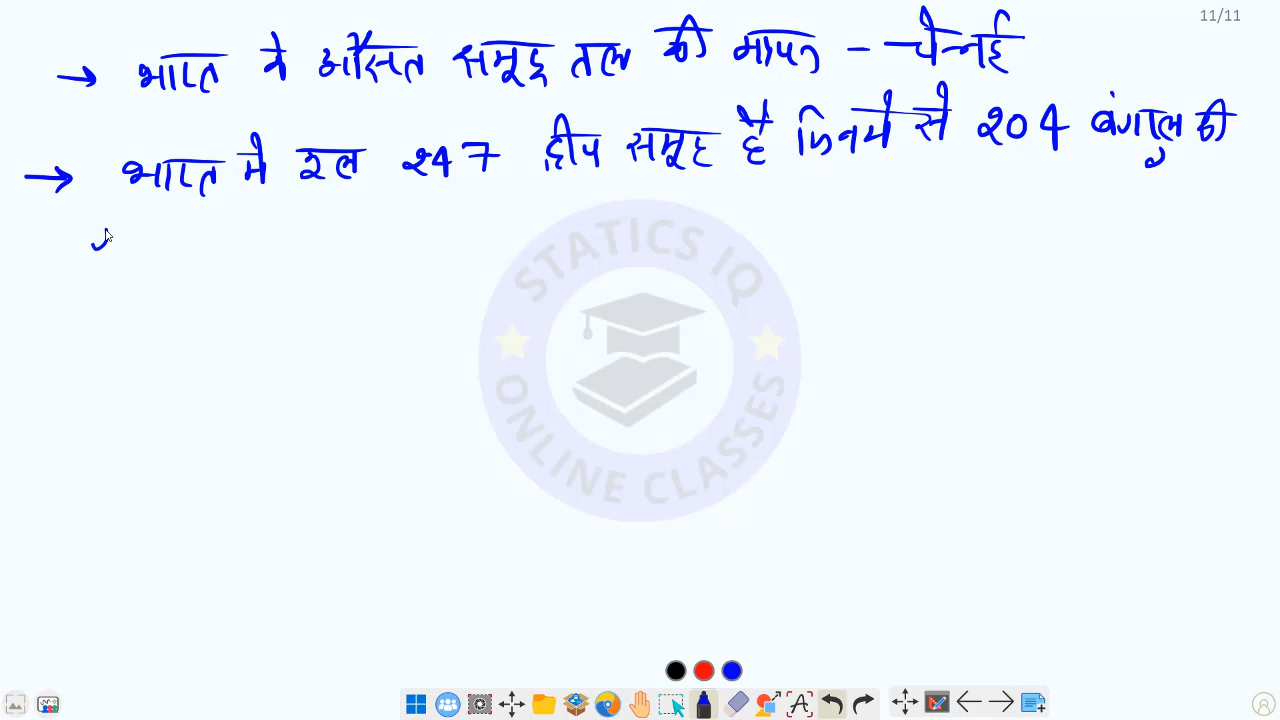 11/11
→ भारत मे औसत समुद्र तल की मापन - चेन्नई
→ भारत मे कुल 247 द्वीप समूह है जिनमे से 204 बंगाल की
STATICS IQ
ONLINE CLASSES